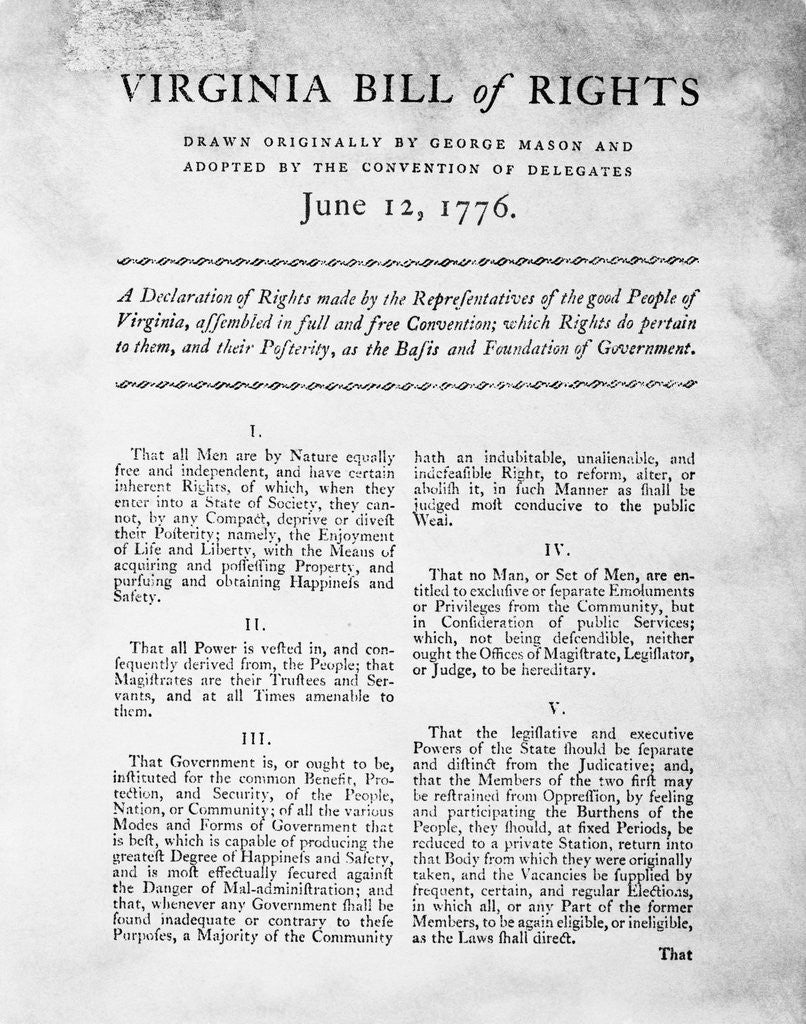 VIRGINIA BILL of RIGHTS
DRAWN ORIGINALLY BY GEORGE MASON AND
ADOPTED BY THE CONVENTION OF DELEGATES
June 12, 1776.
A Declaration of Rights made by the Repreſentatives of the good People of
Virginia, aſſembled in full and free Convention; which Rights do pertain
to them, and their Poſterity, as the Baſis and Foundation of Government.
I.
That all Men are by Nature equally
free and independent, and have certain
inherent Rights, of which, when they
enter into a State of Society, they can-
not, by any Compact, deprive or diveſt
their Poſterity; namely, the Enjoyment
of Life and Liberty, with the Means of
acquiring and poſſeſſing Property, and
purſuing and obtaining Happineſs and
Safety.
II.
That all Power is veſted in, and con-
ſequently derived from, the People; that
Magiſtrates are their Truſtees and Ser-
vants, and at all Times amenable to
them.
III.
That Government is, or ought to be,
inſtituted for the common Benefit, Pro-
tection, and Security, of the People,
Nation, or Community; of all the various
Modes and Forms of Government that
is beſt, which is capable of producing the
greateſt Degree of Happineſs and Safety,
and is moſt effectually ſecured againſt
the Danger of Mal-adminiſtration; and
that, whenever any Government ſhall be
found inadequate or contrary to theſe
Purpoſes, a Majority of the Community
hath an indubitable, unalienable, and
indefeaſible Right, to reform, alter, or
aboliſh it, in ſuch Manner as ſhall be
judged moſt conducive to the public
Weal.
IV.
That no Man, or Set of Men, are en-
titled to excluſive or ſeparate Emoluments
or Privileges from the Community, but
in Conſideration of public Services;
which, not being deſcendible, neither
ought the Offices of Magiſtrate, Legiſlator,
or Judge, to be hereditary.
V.
That the legiſlative and executive
Powers of the State ſhould be ſeparate
and diſtinct from the Judicative; and,
that the Members of the two firſt may
be reſtrained from Oppreſſion, by feeling
and participating the Burthens of the
People, they ſhould, at fixed Periods, be
reduced to a private Station, return into
that Body from which they were originally
taken, and the Vacancies be ſupplied by
frequent, certain, and regular Elections,
in which all, or any Part of the former
Members, to be again eligible, or ineligible,
as the Laws ſhall direct.
That